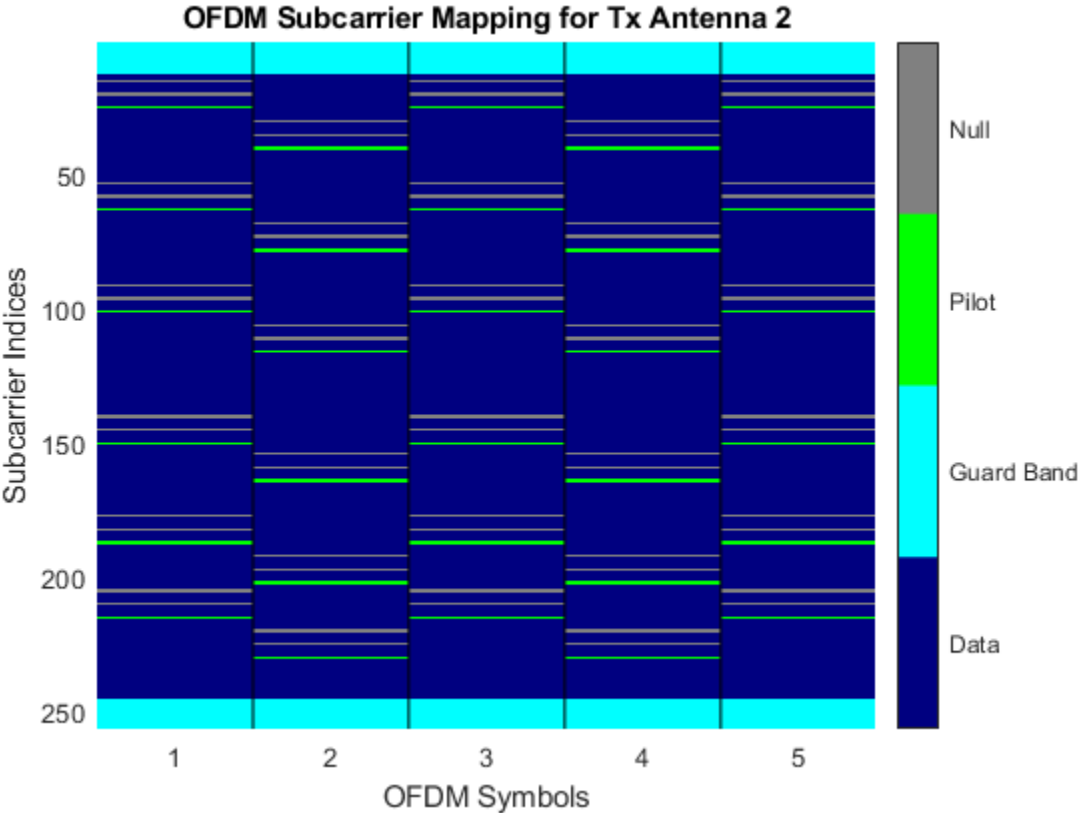 OFDM Subcarrier Mapping for Tx Antenna 2
Subcarrier Indices
50
100
150
200
250
1 2 3 4 5
OFDM Symbols
Null
Pilot
Guard Band
Data